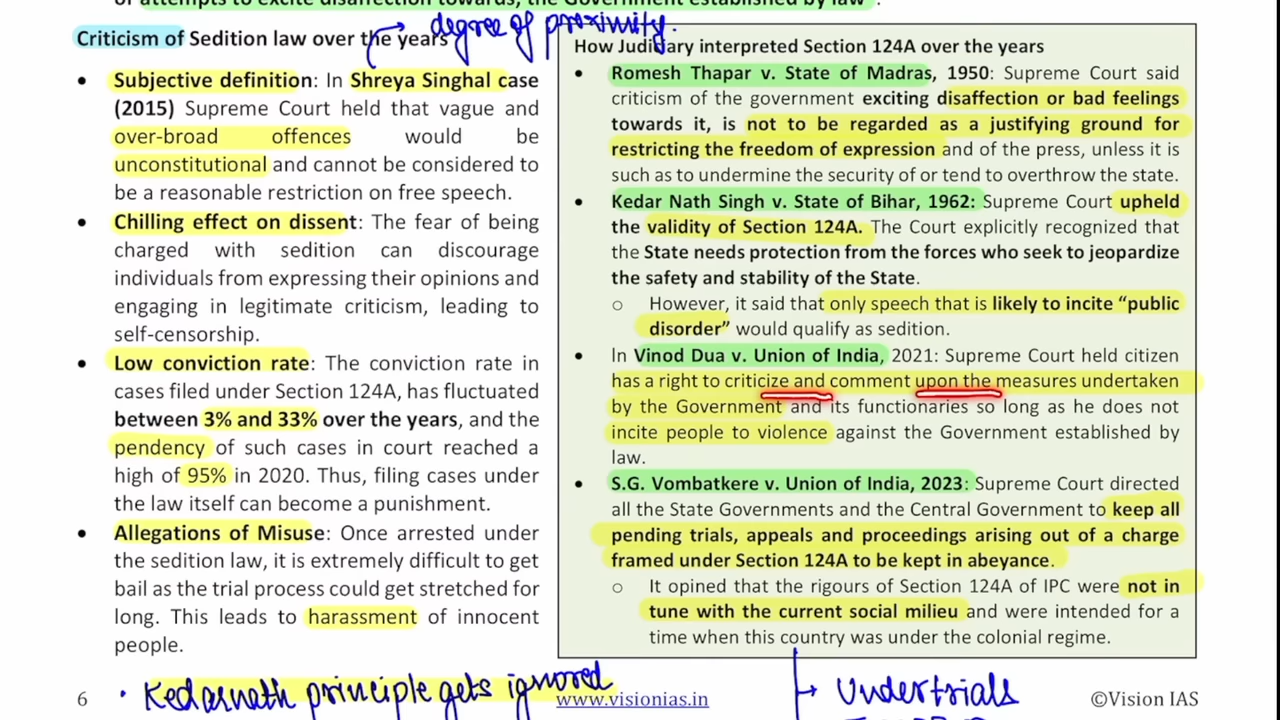 or attempts to excite disaffection towards, the Government established by law".
degree of proximity.
Criticism of Sedition law over the years
• Subjective definition: In Shreya Singhal case
(2015) Supreme Court held that vague and
over-broad offences would be
unconstitutional and cannot be considered to
be a reasonable restriction on free speech.
• Chilling effect on dissent: The fear of being
charged with sedition can discourage
individuals from expressing their opinions and
engaging in legitimate criticism, leading to
self-censorship.
• Low conviction rate: The conviction rate in
cases filed under Section 124A, has fluctuated
between 3% and 33% over the years, and the
pendency of such cases in court reached a
high of 95% in 2020. Thus, filing cases under
the law itself can become a punishment.
• Allegations of Misuse: Once arrested under
the sedition law, it is extremely difficult to get
bail as the trial process could get stretched for
long. This leads to harassment of innocent
people.
How Judiciary interpreted Section 124A over the years
• Romesh Thapar v. State of Madras, 1950: Supreme Court said
criticism of the government exciting disaffection or bad feelings
towards it, is not to be regarded as a justifying ground for
restricting the freedom of expression and of the press, unless it is
such as to undermine the security of or tend to overthrow the state.
• Kedar Nath Singh v. State of Bihar, 1962: Supreme Court upheld
the validity of Section 124A. The Court explicitly recognized that
the State needs protection from the forces who seek to jeopardize
the safety and stability of the State.
o However, it said that only speech that is likely to incite “public
disorder” would qualify as sedition.
• In Vinod Dua v. Union of India, 2021: Supreme Court held citizen
has a right to criticize and comment upon the measures undertaken
by the Government and its functionaries so long as he does not
incite people to violence against the Government established by
law.
• S.G. Vombatkere v. Union of India, 2023: Supreme Court directed
all the State Governments and the Central Government to keep all
pending trials, appeals and proceedings arising out of a charge
framed under Section 124A to be kept in abeyance.
o It opined that the rigours of Section 124A of IPC were not in
tune with the current social milieu and were intended for a
time when this country was under the colonial regime.
• Kedarnath principle gets ignored
Undertrials
6 www.visionias.in ©Vision IAS